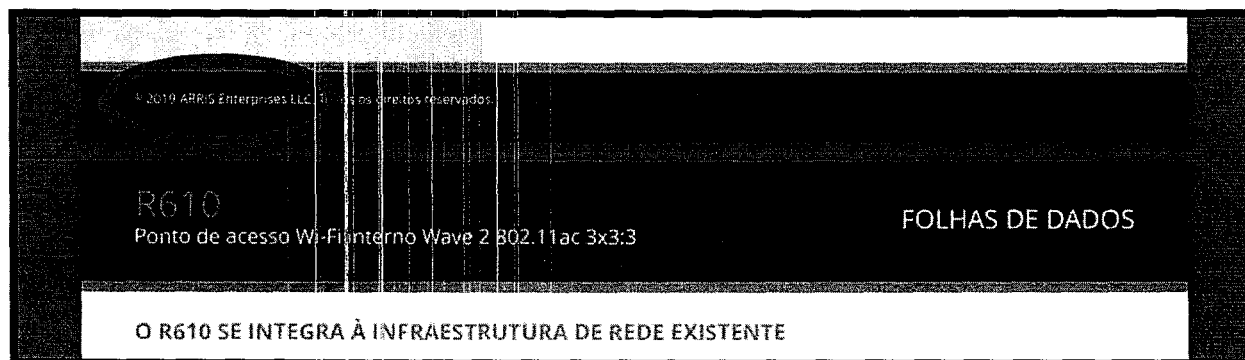 © 2019 ARRIS Enterprises LLC. Todos os direitos reservados.
R610
Ponto de acesso Wi-Fi interno Wave 2 802.11ac 3x3:3
FOLHAS DE DADOS
O R610 SE INTEGRA À INFRAESTRUTURA DE REDE EXISTENTE